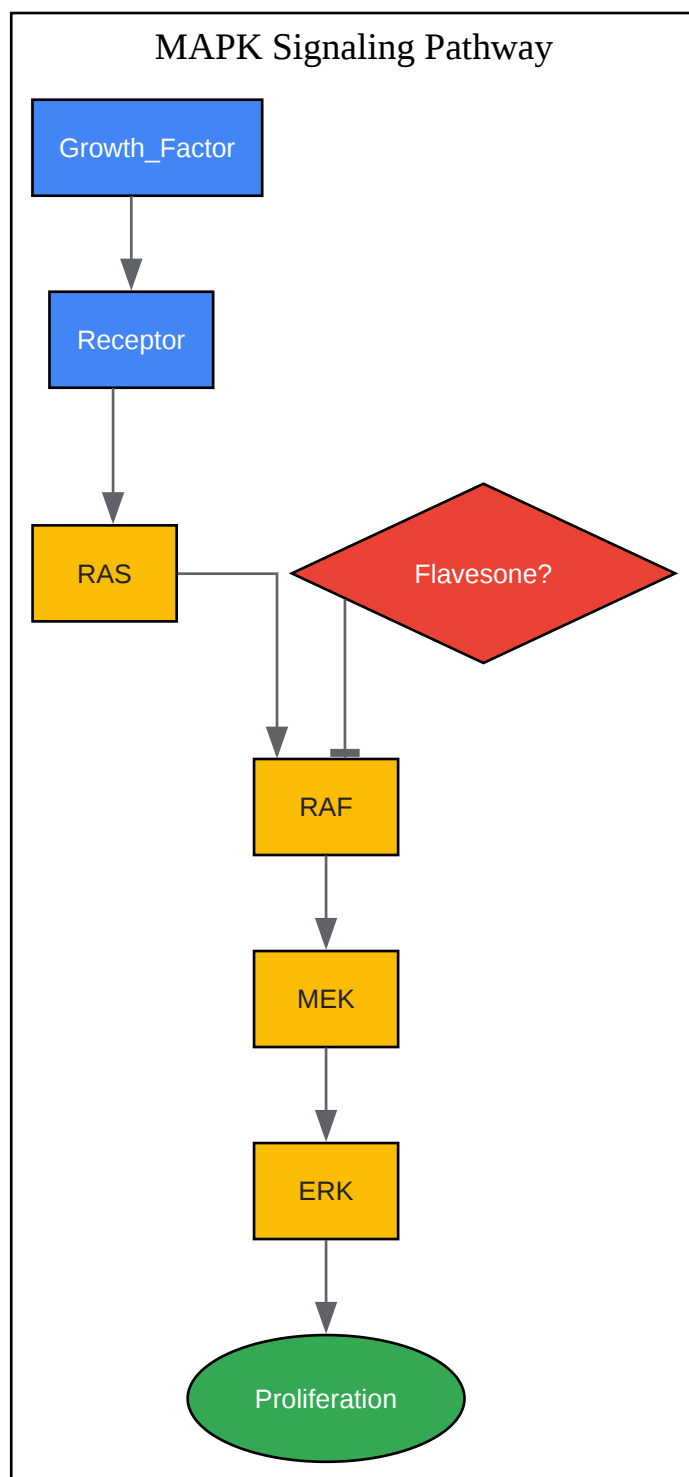 MAPK Signaling Pathway
Growth_Factor
Receptor
RAS
Flavesone?
RAF
MEK
ERK
Proliferation